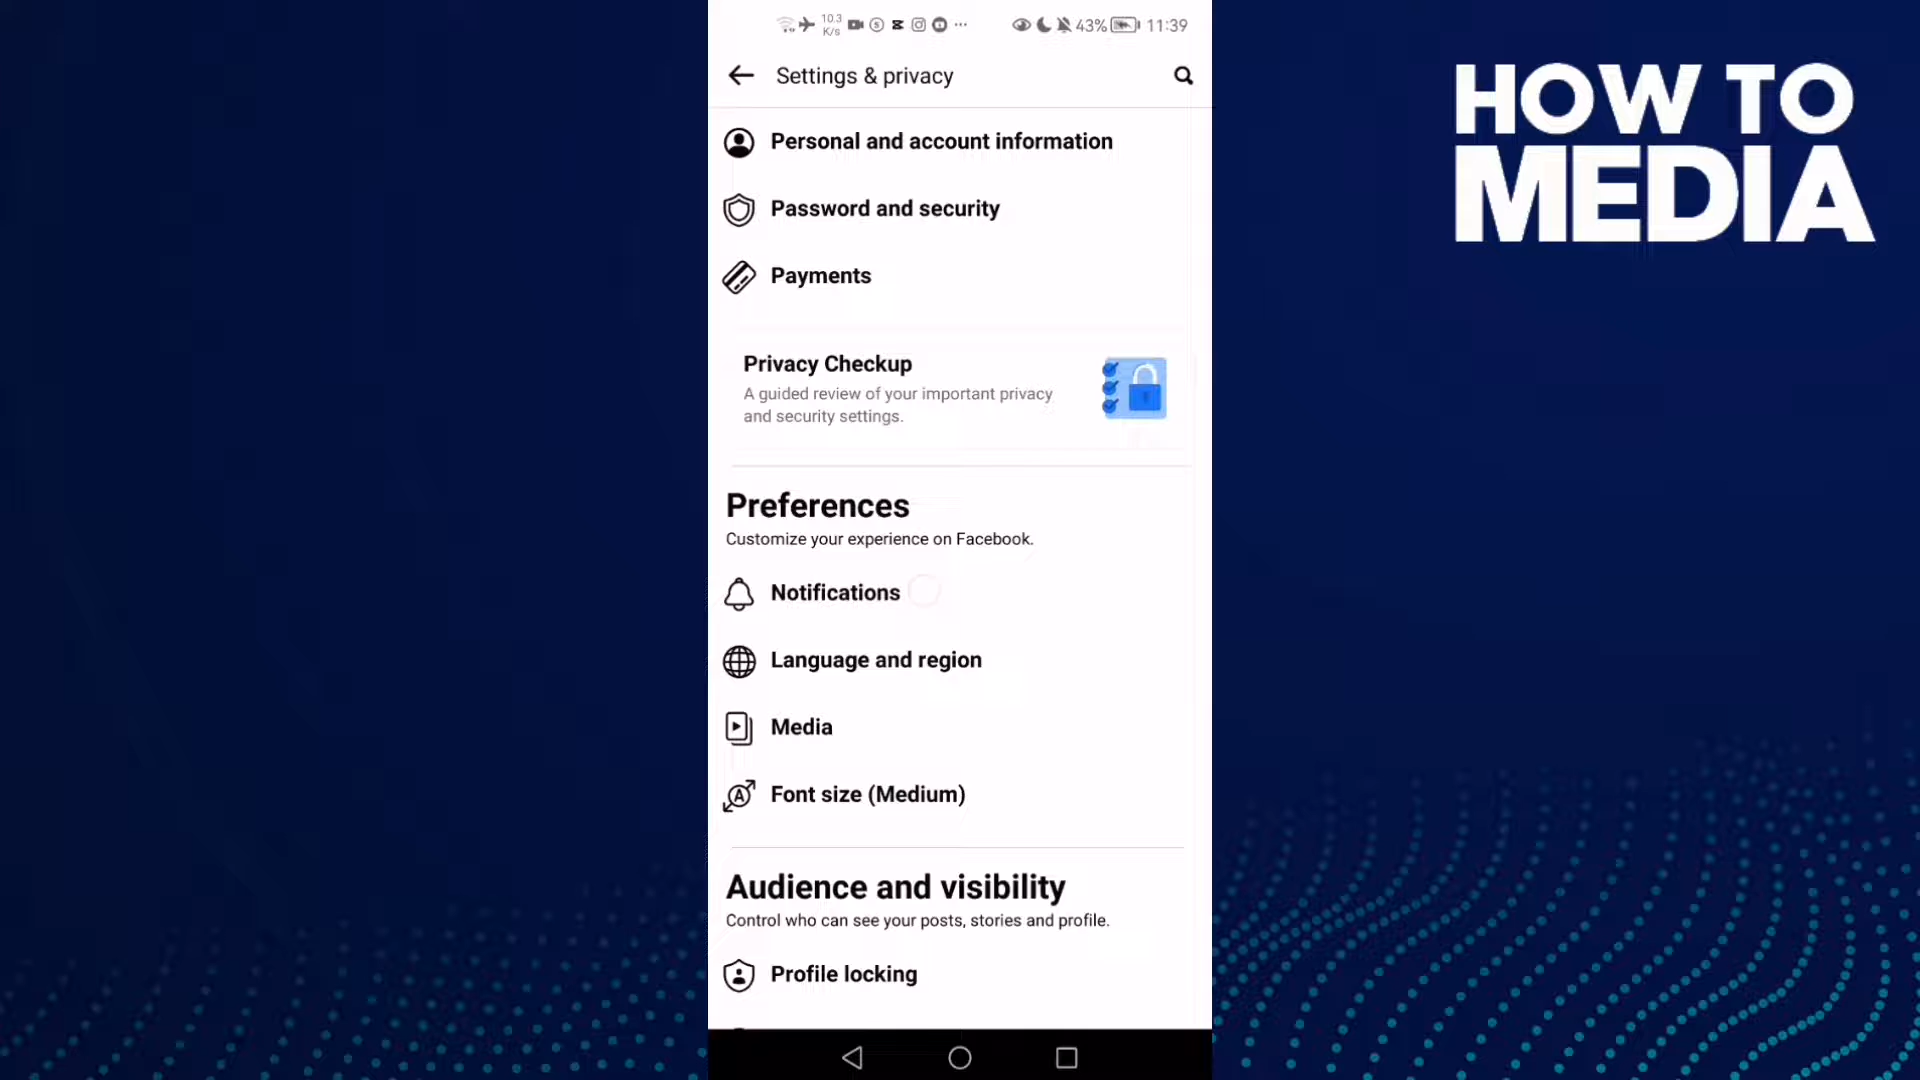 10.3
K/s
43%
11:39
Settings & privacy
HOW TO
MEDIA
Personal and account information
Password and security
Payments
Privacy Checkup
A guided review of your important privacy
and security settings.
Preferences
Customize your experience on Facebook.
Notifications
Language and region
Media
Font size (Medium)
Audience and visibility
Control who can see your posts, stories and profile.
Profile locking